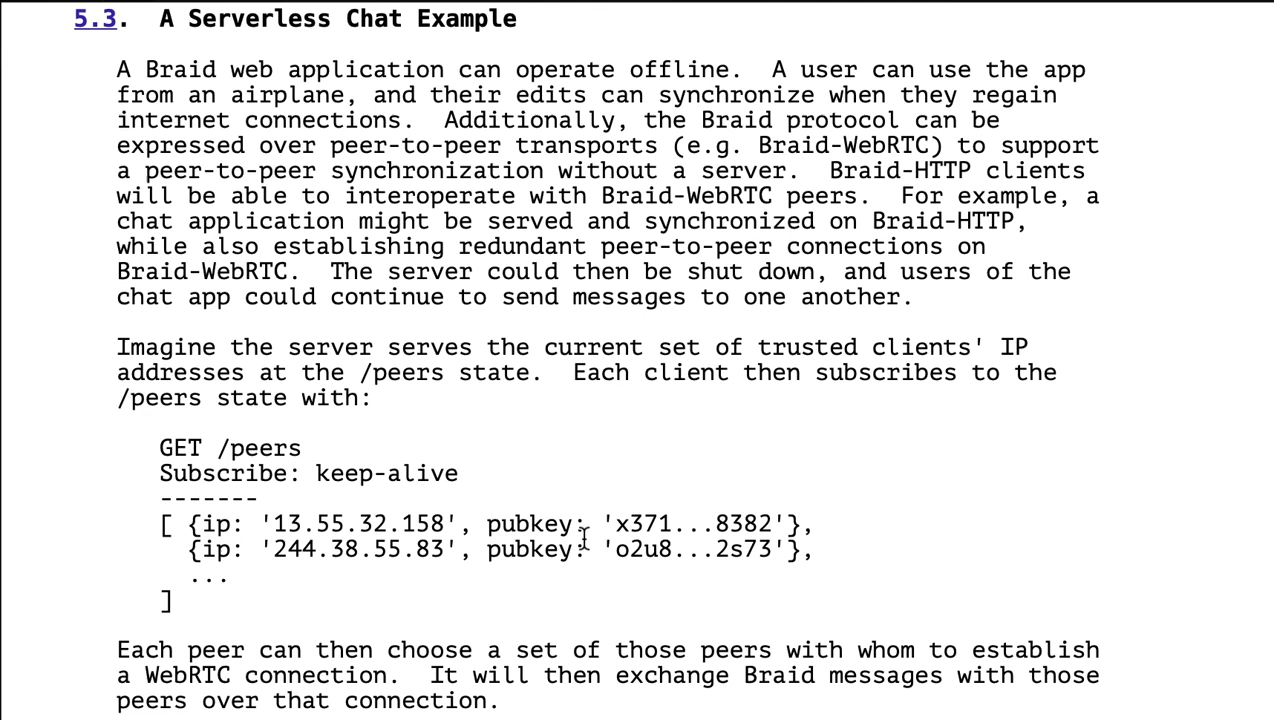 5.3.  A Serverless Chat Example
A Braid web application can operate offline.  A user can use the app
from an airplane, and their edits can synchronize when they regain
internet connections.  Additionally, the Braid protocol can be
expressed over peer-to-peer transports (e.g. Braid-WebRTC) to support
a peer-to-peer synchronization without a server.  Braid-HTTP clients
will be able to interoperate with Braid-WebRTC peers.  For example, a
chat application might be served and synchronized on Braid-HTTP,
while also establishing redundant peer-to-peer connections on
Braid-WebRTC.  The server could then be shut down, and users of the
chat app could continue to send messages to one another.
Imagine the server serves the current set of trusted clients' IP
addresses at the /peers state.  Each client then subscribes to the
/peers state with:
GET /peers
Subscribe: keep-alive
-------
[ {ip: '13.55.32.158', pubkey: 'x371...8382'},
{ip: '244.38.55.83', pubkey: 'o2u8...2s73'},
...
]
Each peer can then choose a set of those peers with whom to establish
a WebRTC connection.  It will then exchange Braid messages with those
peers over that connection.